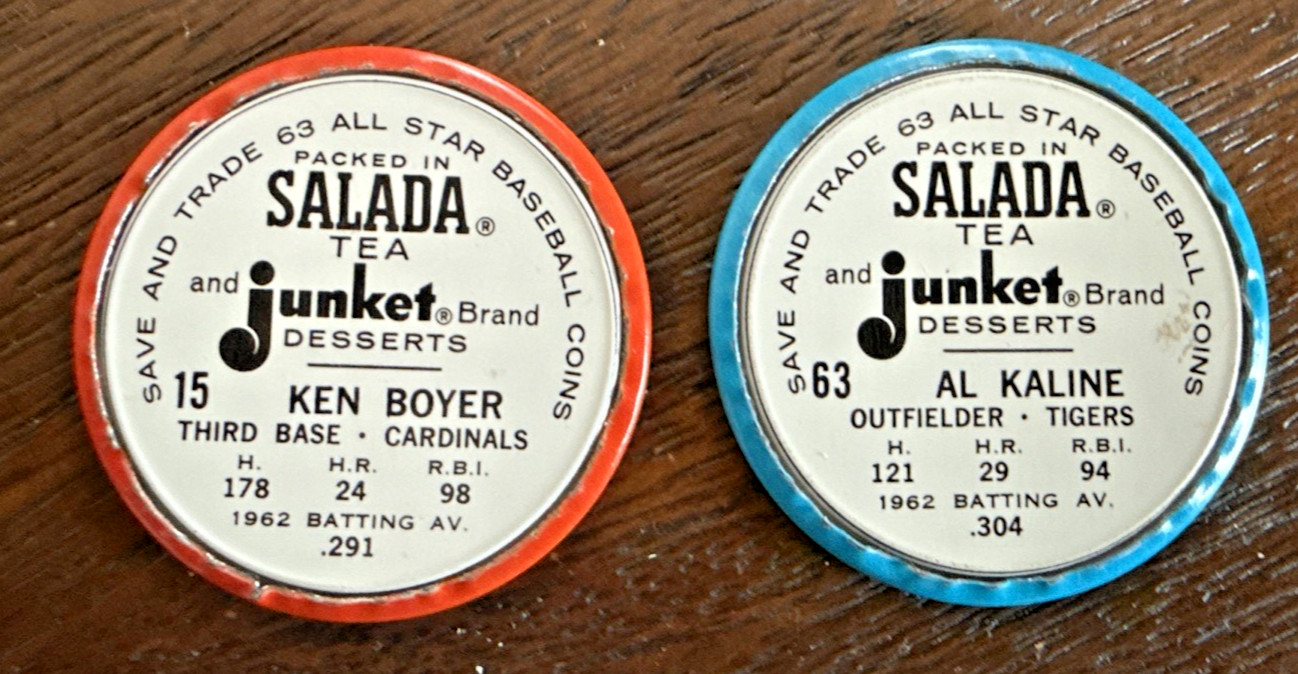 SAVE AND TRADE 63 ALL STAR BASEBALL COINS
PACKED IN
SALADA®
TEA
and junket® Brand
DESSERTS
15 KEN BOYER
THIRD BASE · CARDINALS
H. H.R. R.B.I.
178 24 98
1962 BATTING AV.
.291
SAVE AND TRADE 63 ALL STAR BASEBALL COINS
PACKED IN
SALADA®
TEA
and junket® Brand
DESSERTS
63 AL KALINE
OUTFIELDER · TIGERS
H. H.R. R.B.I.
121 29 94
1962 BATTING AV.
.304